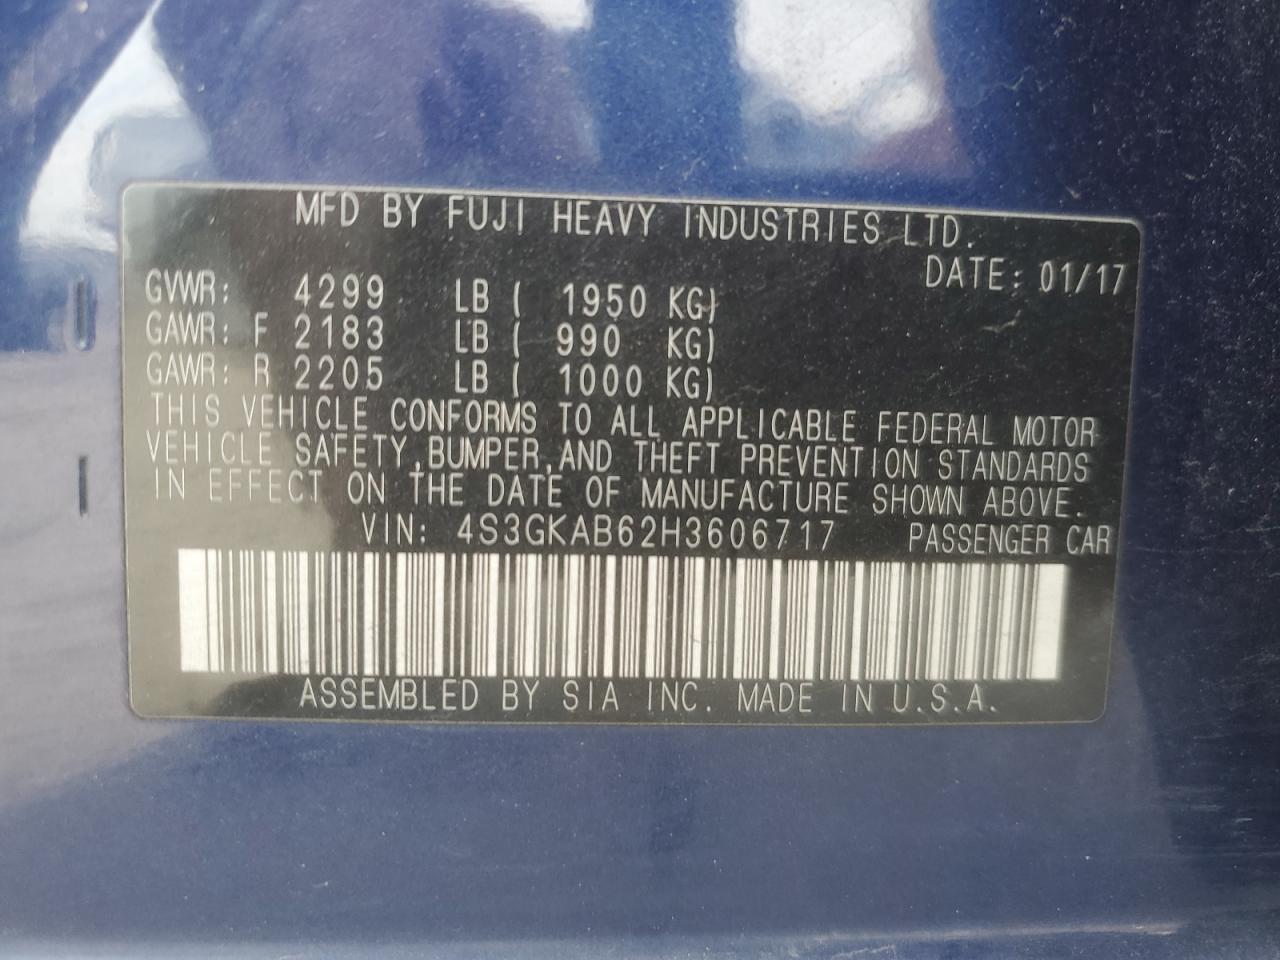 MFD BY FUJI HEAVY INDUSTRIES LTD.
DATE: 01/17
GVWR: 4299 LB ( 1950 KG)
GAWR: F 2183 LB ( 990 KG)
GAWR: R 2205 LB ( 1000 KG)
THIS VEHICLE CONFORMS TO ALL APPLICABLE FEDERAL MOTOR
VEHICLE SAFETY,BUMPER,AND THEFT PREVENTION STANDARDS
IN EFFECT ON THE DATE OF MANUFACTURE SHOWN ABOVE.
VIN: 4S3GKAB62H3606717 PASSENGER CAR
ASSEMBLED BY SIA INC. MADE IN U.S.A.